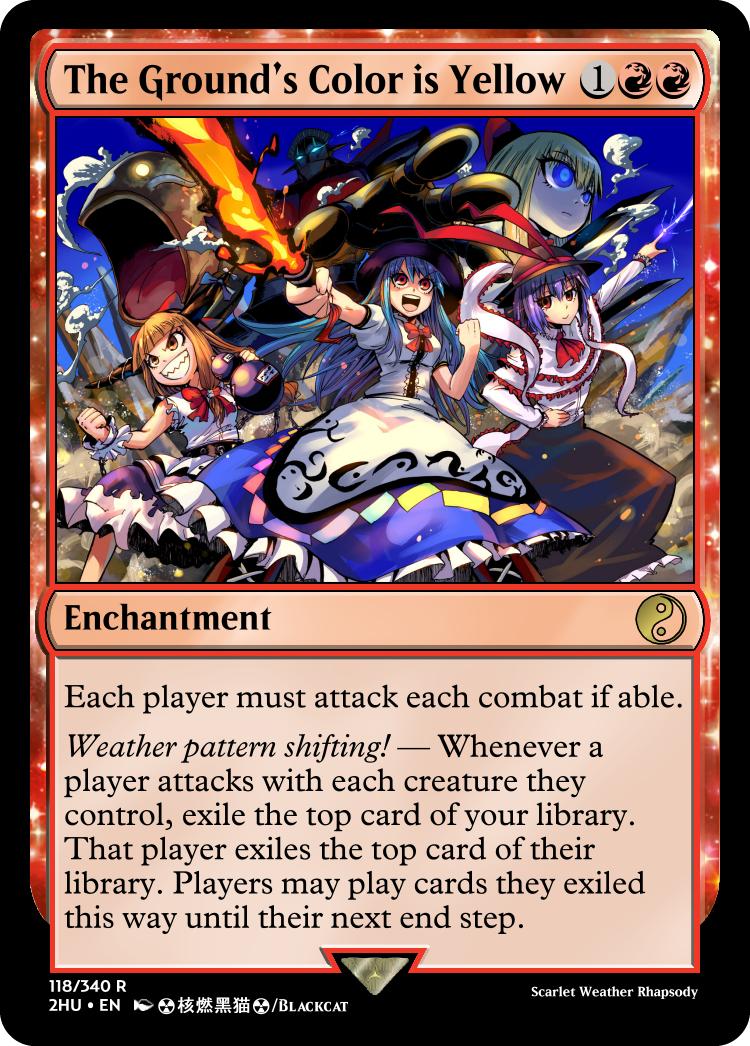 The Ground's Color is Yellow 1
Enchantment
Each player must attack each combat if able.
Weather pattern shifting! — Whenever a
player attacks with each creature they
control, exile the top card of your library.
That player exiles the top card of their
library. Players may play cards they exiled
this way until their next end step.
118/340 R
2HU • EN ☢核燃黑猫☢/BLACKCAT
Scarlet Weather Rhapsody